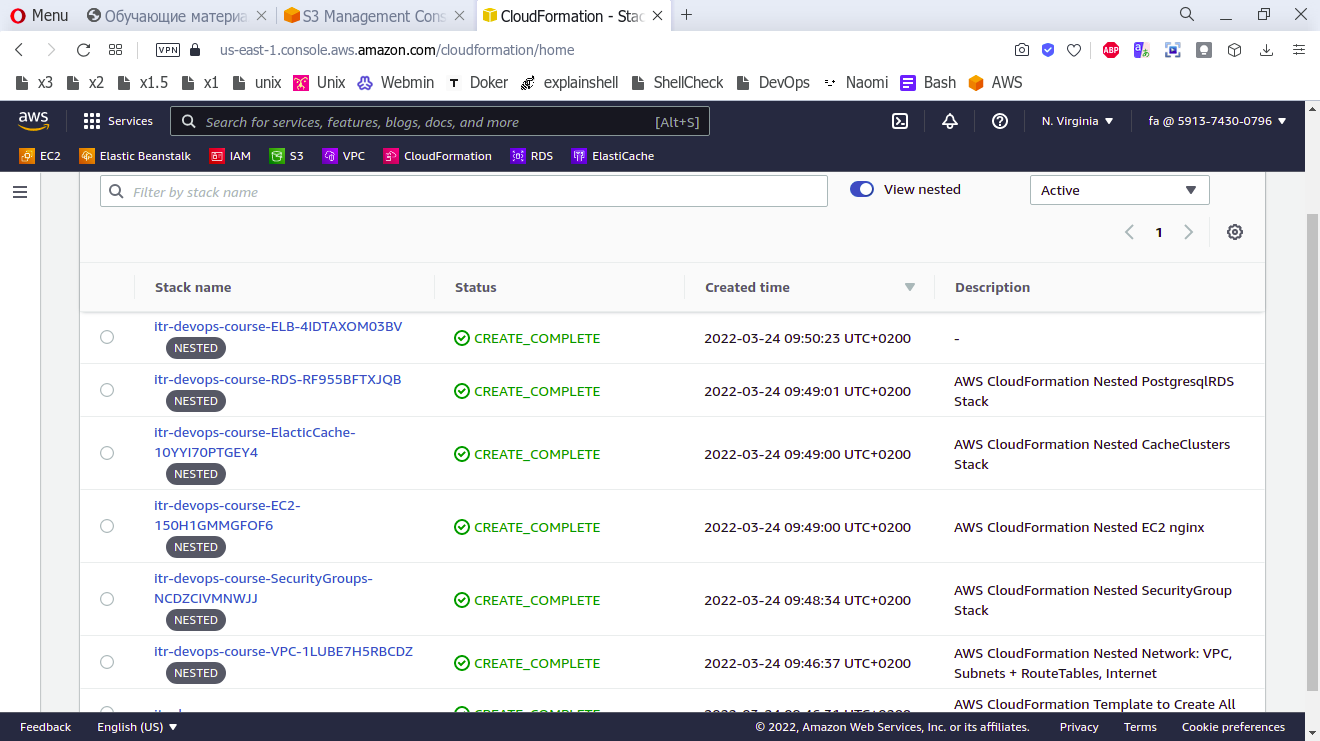 Menu
Обучающие материа
S3 Management Cons
CloudFormation - Stac
VPN
us-east-1.console.aws.amazon.com/cloudformation/home
ABP
x3
x2
x1.5
x1
unix
Unix
Webmin
T Doker
explainshell
ShellCheck
DevOps
Naomi
Bash
AWS
aws
Services
Search for services, features, blogs, docs, and more [Alt+S]
N. Virginia
fa @ 5913-7430-0796
EC2
Elastic Beanstalk
IAM
S3
VPC
CloudFormation
RDS
ElastiCache
Filter by stack name
View nested
Active
1
Stack name Status Created time Description
itr-devops-course-ELB-4IDTAXOM03BV
NESTED
CREATE_COMPLETE
2022-03-24 09:50:23 UTC+0200
-
itr-devops-course-RDS-RF955BFTXJQB
NESTED
CREATE_COMPLETE
2022-03-24 09:49:01 UTC+0200
AWS CloudFormation Nested PostgresqlRDS
Stack
itr-devops-course-ElacticCache-
10YYI70PTGEY4
NESTED
CREATE_COMPLETE
2022-03-24 09:49:00 UTC+0200
AWS CloudFormation Nested CacheClusters
Stack
itr-devops-course-EC2-
150H1GMMGFOF6
NESTED
CREATE_COMPLETE
2022-03-24 09:49:00 UTC+0200
AWS CloudFormation Nested EC2 nginx
itr-devops-course-SecurityGroups-
NCDZCIVMNWJJ
NESTED
CREATE_COMPLETE
2022-03-24 09:48:34 UTC+0200
AWS CloudFormation Nested SecurityGroup
Stack
itr-devops-course-VPC-1LUBE7H5RBCDZ
NESTED
CREATE_COMPLETE
2022-03-24 09:46:37 UTC+0200
AWS CloudFormation Nested Network: VPC,
Subnets + RouteTables, Internet
AWS CloudFormation Template to Create All
Feedback
English (US)
© 2022, Amazon Web Services, Inc. or its affiliates.
Privacy
Terms
Cookie preferences